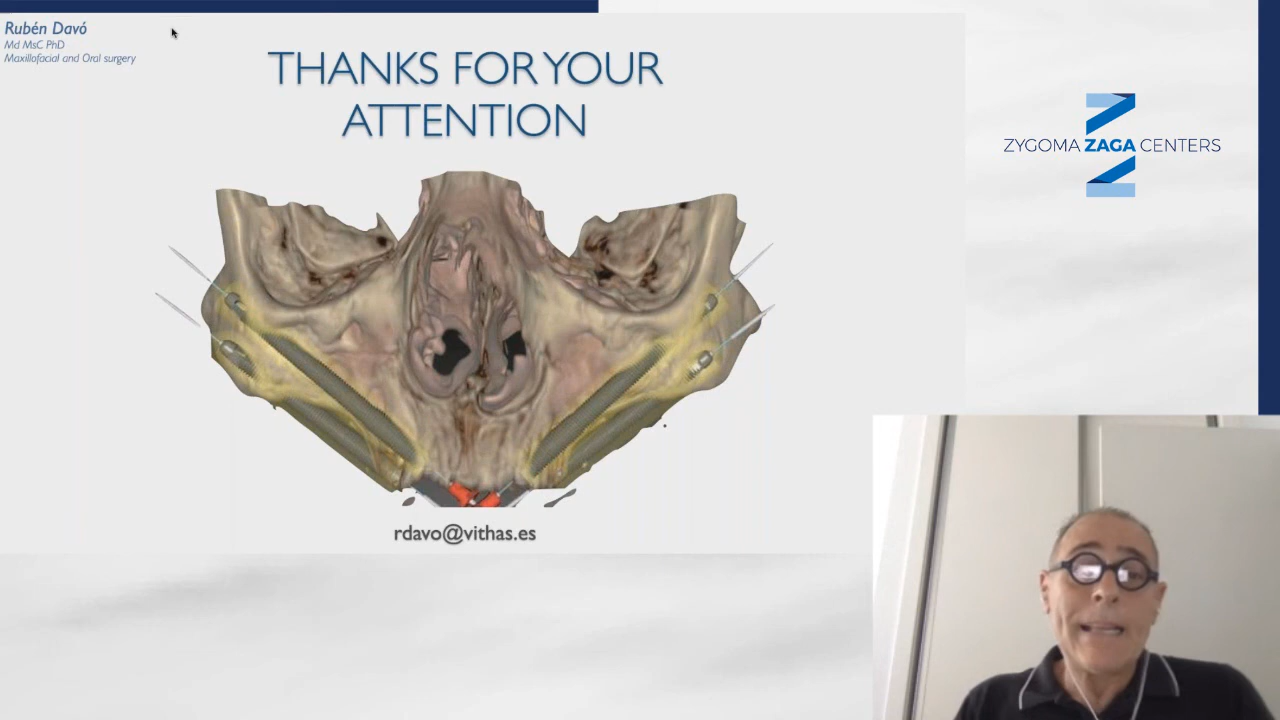 Rubén Davó
Md MsC PhD
Maxillofacial and Oral surgery
THANKS FOR YOUR
ATTENTION
ZYGOMA ZAGA CENTERS
rdavo@vithas.es